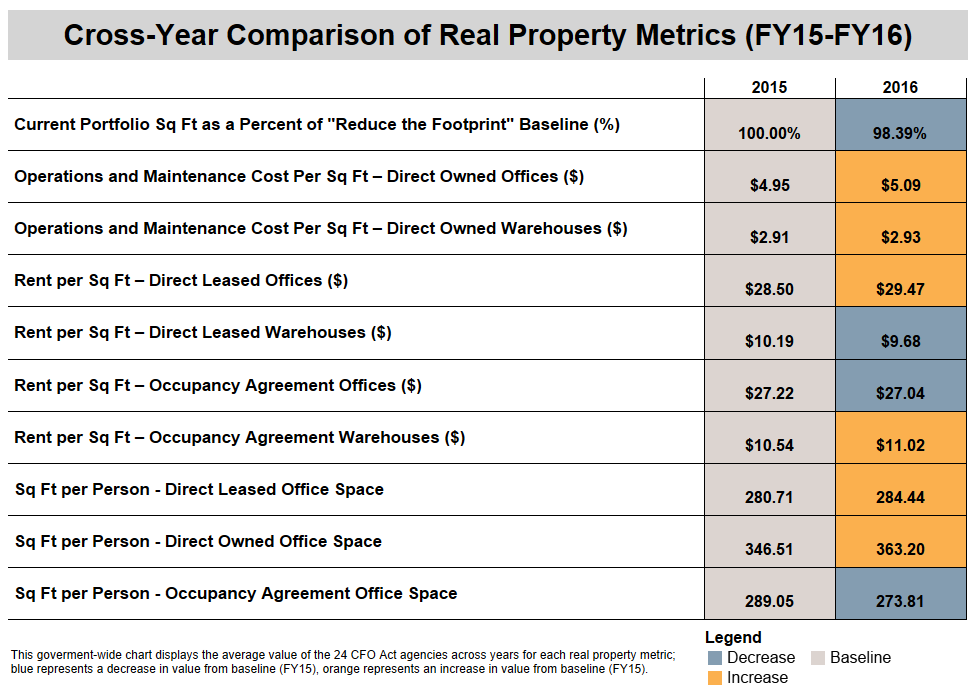 Cross-Year Comparison of Real Property Metrics (FY15-FY16)
2015 2016
Current Portfolio Sq Ft as a Percent of "Reduce the Footprint" Baseline (%) 100.00% 98.39%
Operations and Maintenance Cost Per Sq Ft – Direct Owned Offices ($) $4.95 $5.09
Operations and Maintenance Cost Per Sq Ft – Direct Owned Warehouses ($) $2.91 $2.93
Rent per Sq Ft – Direct Leased Offices ($) $28.50 $29.47
Rent per Sq Ft – Direct Leased Warehouses ($) $10.19 $9.68
Rent per Sq Ft – Occupancy Agreement Offices ($) $27.22 $27.04
Rent per Sq Ft – Occupancy Agreement Warehouses ($) $10.54 $11.02
Sq Ft per Person - Direct Leased Office Space 280.71 284.44
Sq Ft per Person - Direct Owned Office Space 346.51 363.20
Sq Ft per Person - Occupancy Agreement Office Space 289.05 273.81
This goverment-wide chart displays the average value of the 24 CFO Act agencies across years for each real property metric;
blue represents a decrease in value from baseline (FY15), orange represents an increase in value from baseline (FY15).
Legend
Decrease Baseline
Increase